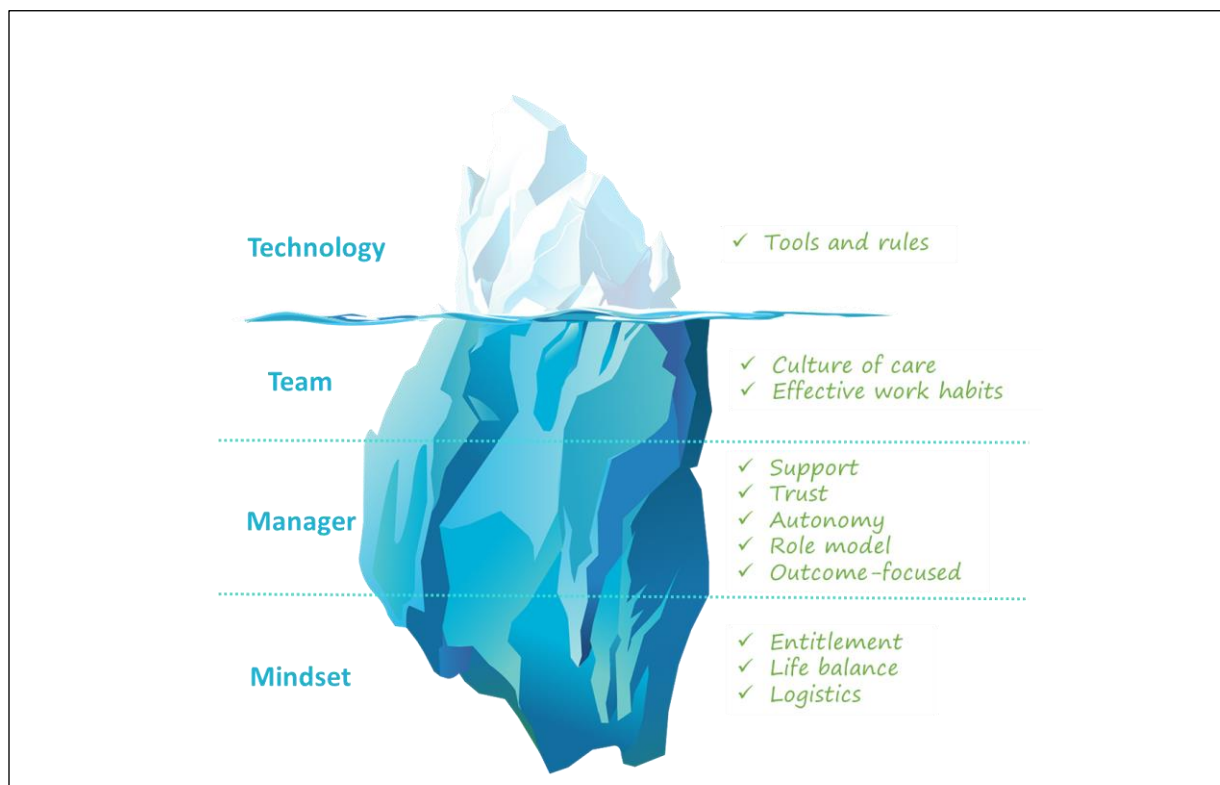 Technology
✓ Tools and rules
Team
✓ Culture of care
✓ Effective work habits
Manager
✓ Support
✓ Trust
✓ Autonomy
✓ Role model
✓ Outcome-focused
Mindset
✓ Entitlement
✓ Life balance
✓ Logistics